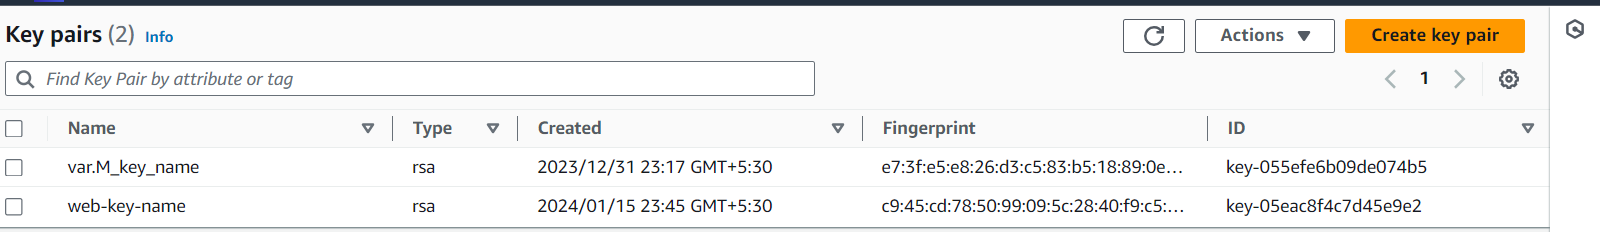 Key pairs (2) Info
Actions Create key pair
Find Key Pair by attribute or tag
1
Name Type Created Fingerprint ID
var.M_key_name rsa 2023/12/31 23:17 GMT+5:30 e7:3f:e5:e8:26:d3:c5:83:b5:18:89:0e... key-055efe6b09de074b5
web-key-name rsa 2024/01/15 23:45 GMT+5:30 c9:45:cd:78:50:99:09:5c:28:40:f9:c5:... key-05eac8f4c7d45e9e2